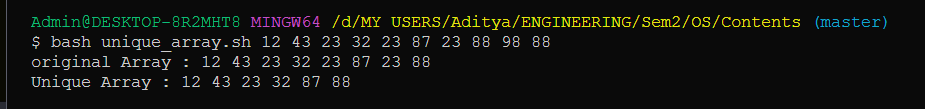 Admin@DESKTOP-8R2MHT8 MINGW64 /d/MY USERS/Aditya/ENGINEERING/Sem2/OS/Contents (master)
$ bash unique_array.sh 12 43 23 32 23 87 23 88 98 88
original Array : 12 43 23 32 23 87 23 88
Unique Array : 12 43 23 32 87 88